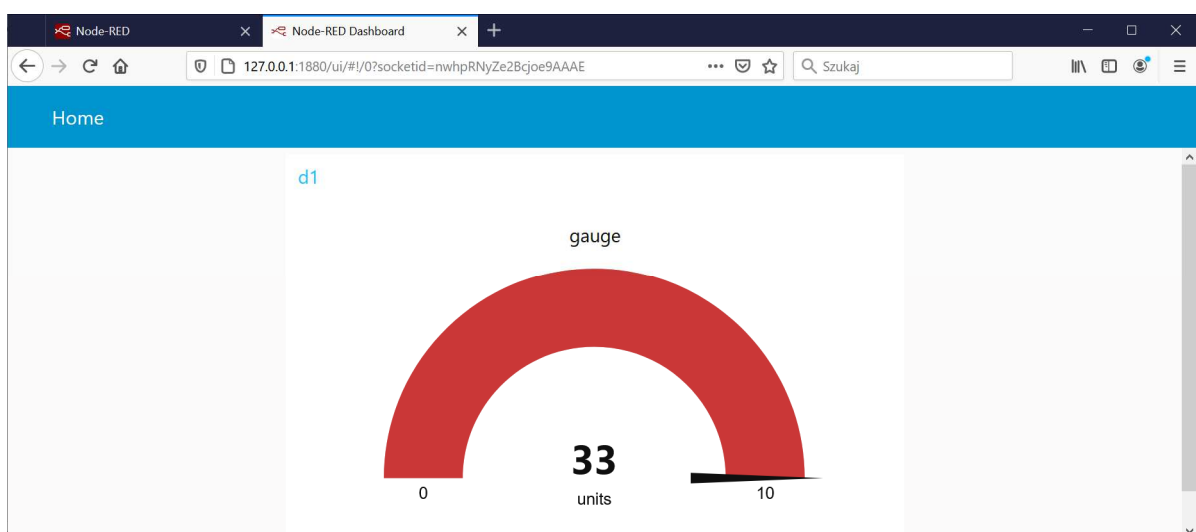 Node-RED
Node-RED Dashboard
127.0.0.1:1880/ui/#!/0?socketid=nwhpRNyZe2Bcjoe9AAAE
Szukaj
Home
d1
gauge
33
units
0
10